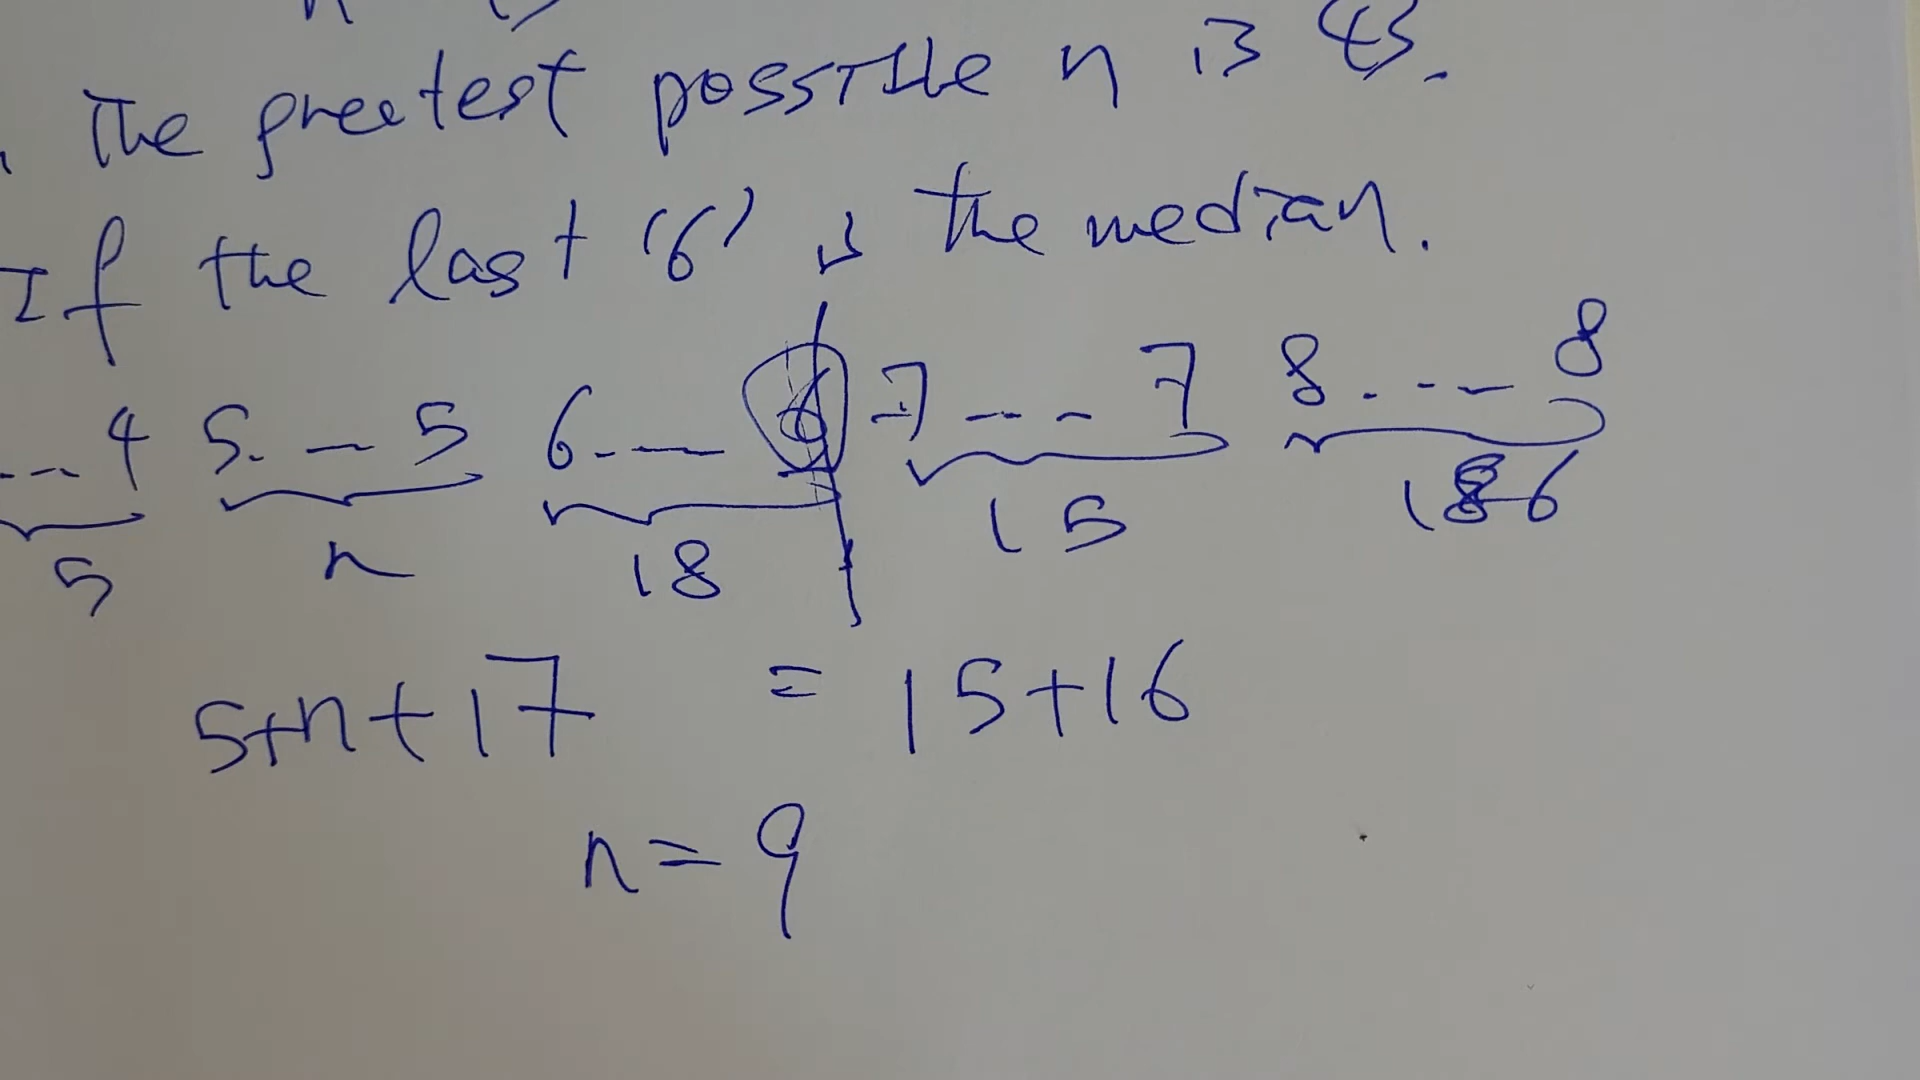 The greatest possible n is 43.
If the last '6' is the median.
... 4 5. -- 5 6 - -- 6 7 -- - 7 8. - -- 8
5 n 18 15 16
5+n+17 = 15+16
n = 9